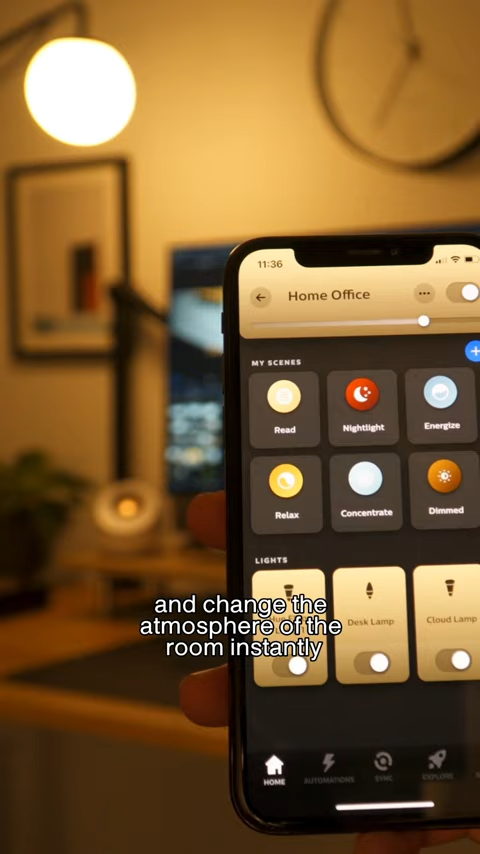 11:36
Home Office
MY SCENES
Read
Nightlight
Energize
Relax
Concentrate
Dimmed
LIGHTS
Desk Lamp
Cloud Lamp
and change the
atmosphere of the
room instantly
HOME
AUTOMATIONS
SYNC
EXPLORE